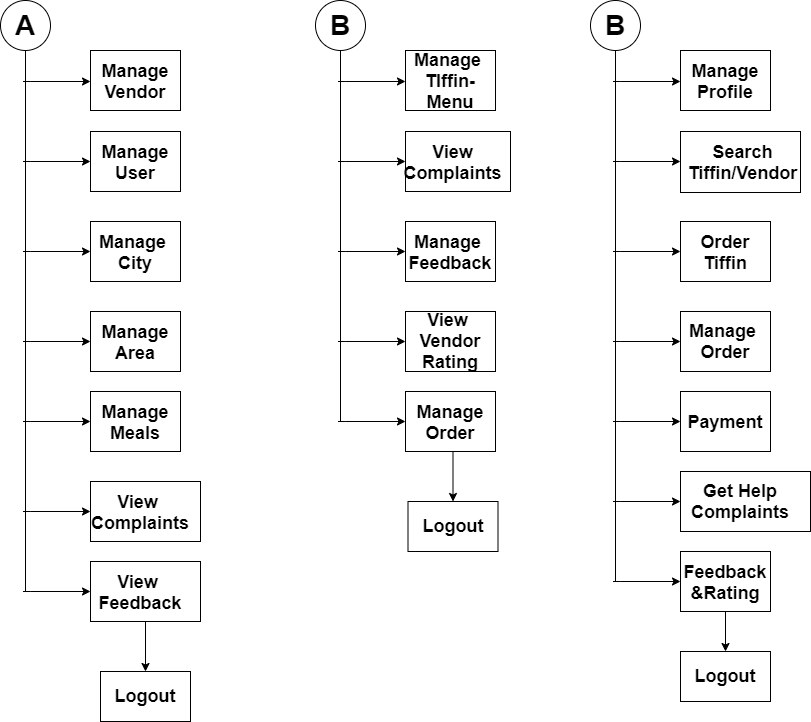 A
Manage
Vendor
Manage
User
Manage
City
Manage
Area
Manage
Meals
View
Complaints
View
Feedback
Logout
B
Manage
TIffin-
Menu
View
Complaints
Manage
Feedback
View
Vendor
Rating
Manage
Order
Logout
B
Manage
Profile
Search
Tiffin/Vendor
Order
Tiffin
Manage
Order
Payment
Get Help
Complaints
Feedback
&Rating
Logout